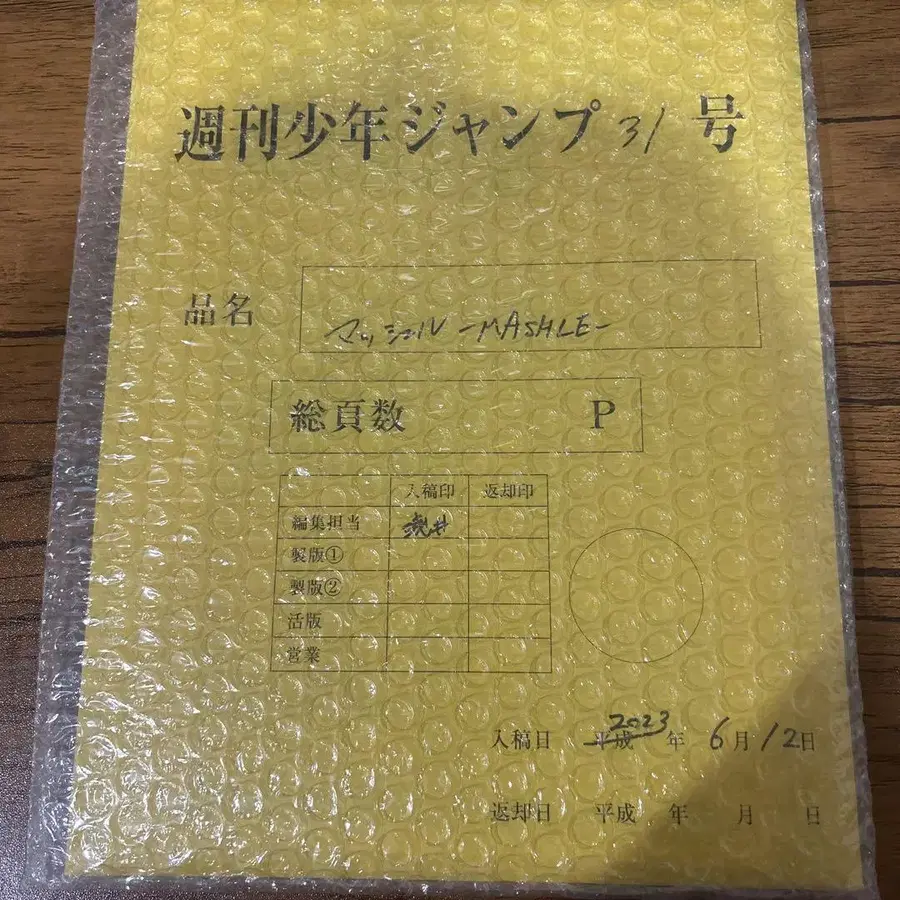 週刊少年ジャンプ 31 号
品名 マッシュル -MASHLE-
総頁数 P
入稿印 返却印
編集担当
製版①
製版②
活版
営業
入稿日 平成 2023 年 6月12日
返却日 平成 年 月 日